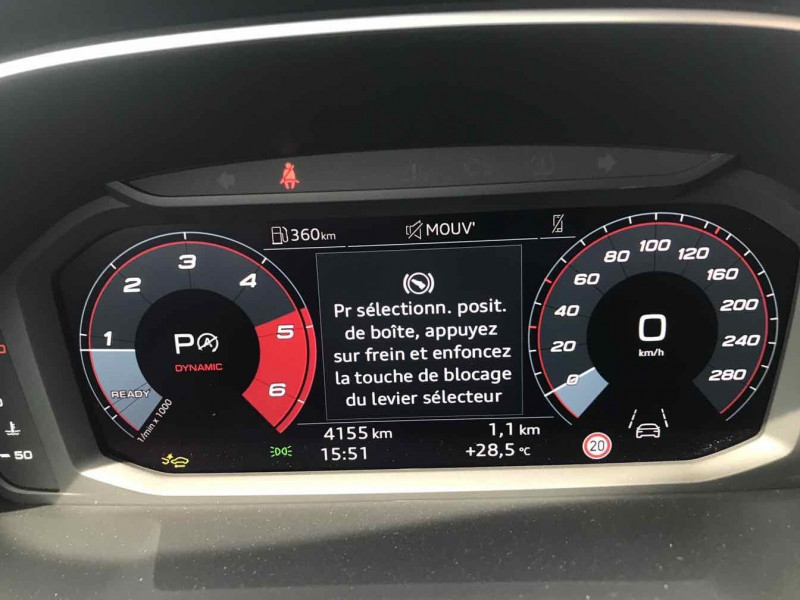 360 km
MOUV'
1
2
3
4
5
6
READY
1/min x 1000
P
A
DYNAMIC
Pr sélectionn. posit.
de boîte, appuyez
sur frein et enfoncez
la touche de blocage
du levier sélecteur
0
20
40
60
80
100
120
160
200
240
280
0
km/h
4155 km
1,1 km
15:51
+28,5 °C
20
50